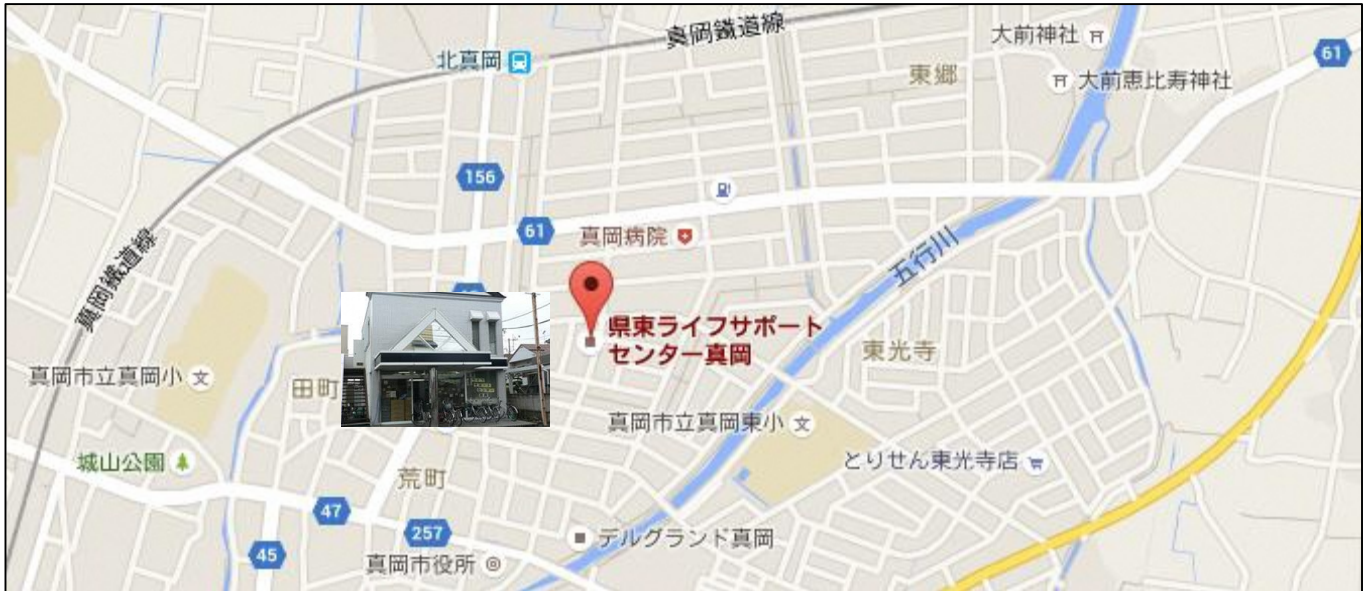 真岡鐵道線
大前神社
61
北真岡
東郷
大前恵比寿神社
156
61
真岡病院
五行川
真岡鐵道線
県東ライフサポート
センター真岡
東光寺
真岡市立真岡小
文
田町
真岡市立真岡東小
文
城山公園
とりせん東光寺店
荒町
47
257
デルグランド真岡
45
真岡市役所